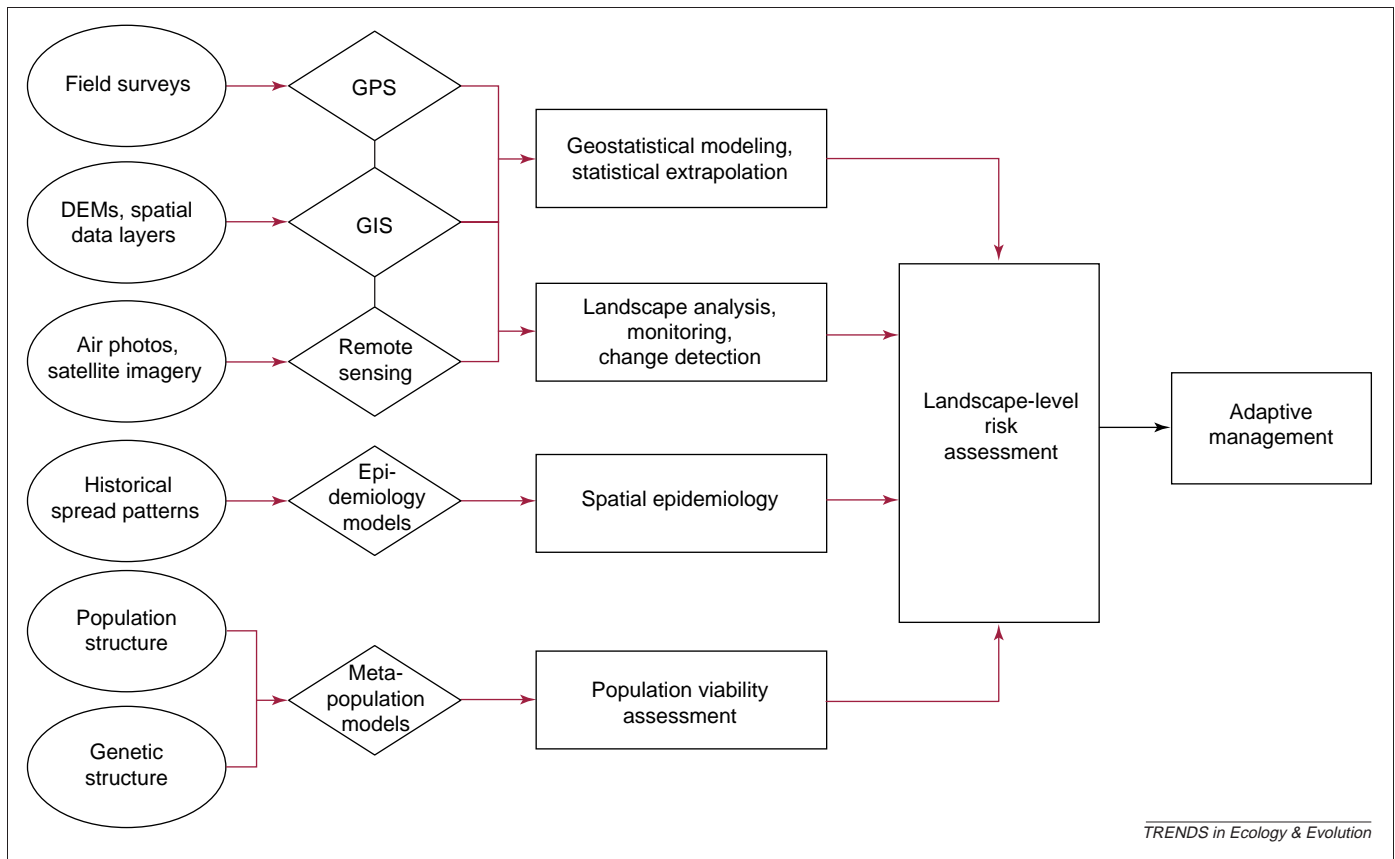 Field surveys
GPS
Geostatistical modeling,
statistical extrapolation
DEMs, spatial
data layers
GIS
Landscape analysis,
monitoring,
change detection
Air photos,
satellite imagery
Remote
sensing
Landscape-level
risk
assessment
Adaptive
management
Historical
spread patterns
Epi-
demiology
models
Spatial epidemiology
Population
structure
Meta-
population
models
Population viability
assessment
Genetic
structure
TRENDS in Ecology & Evolution